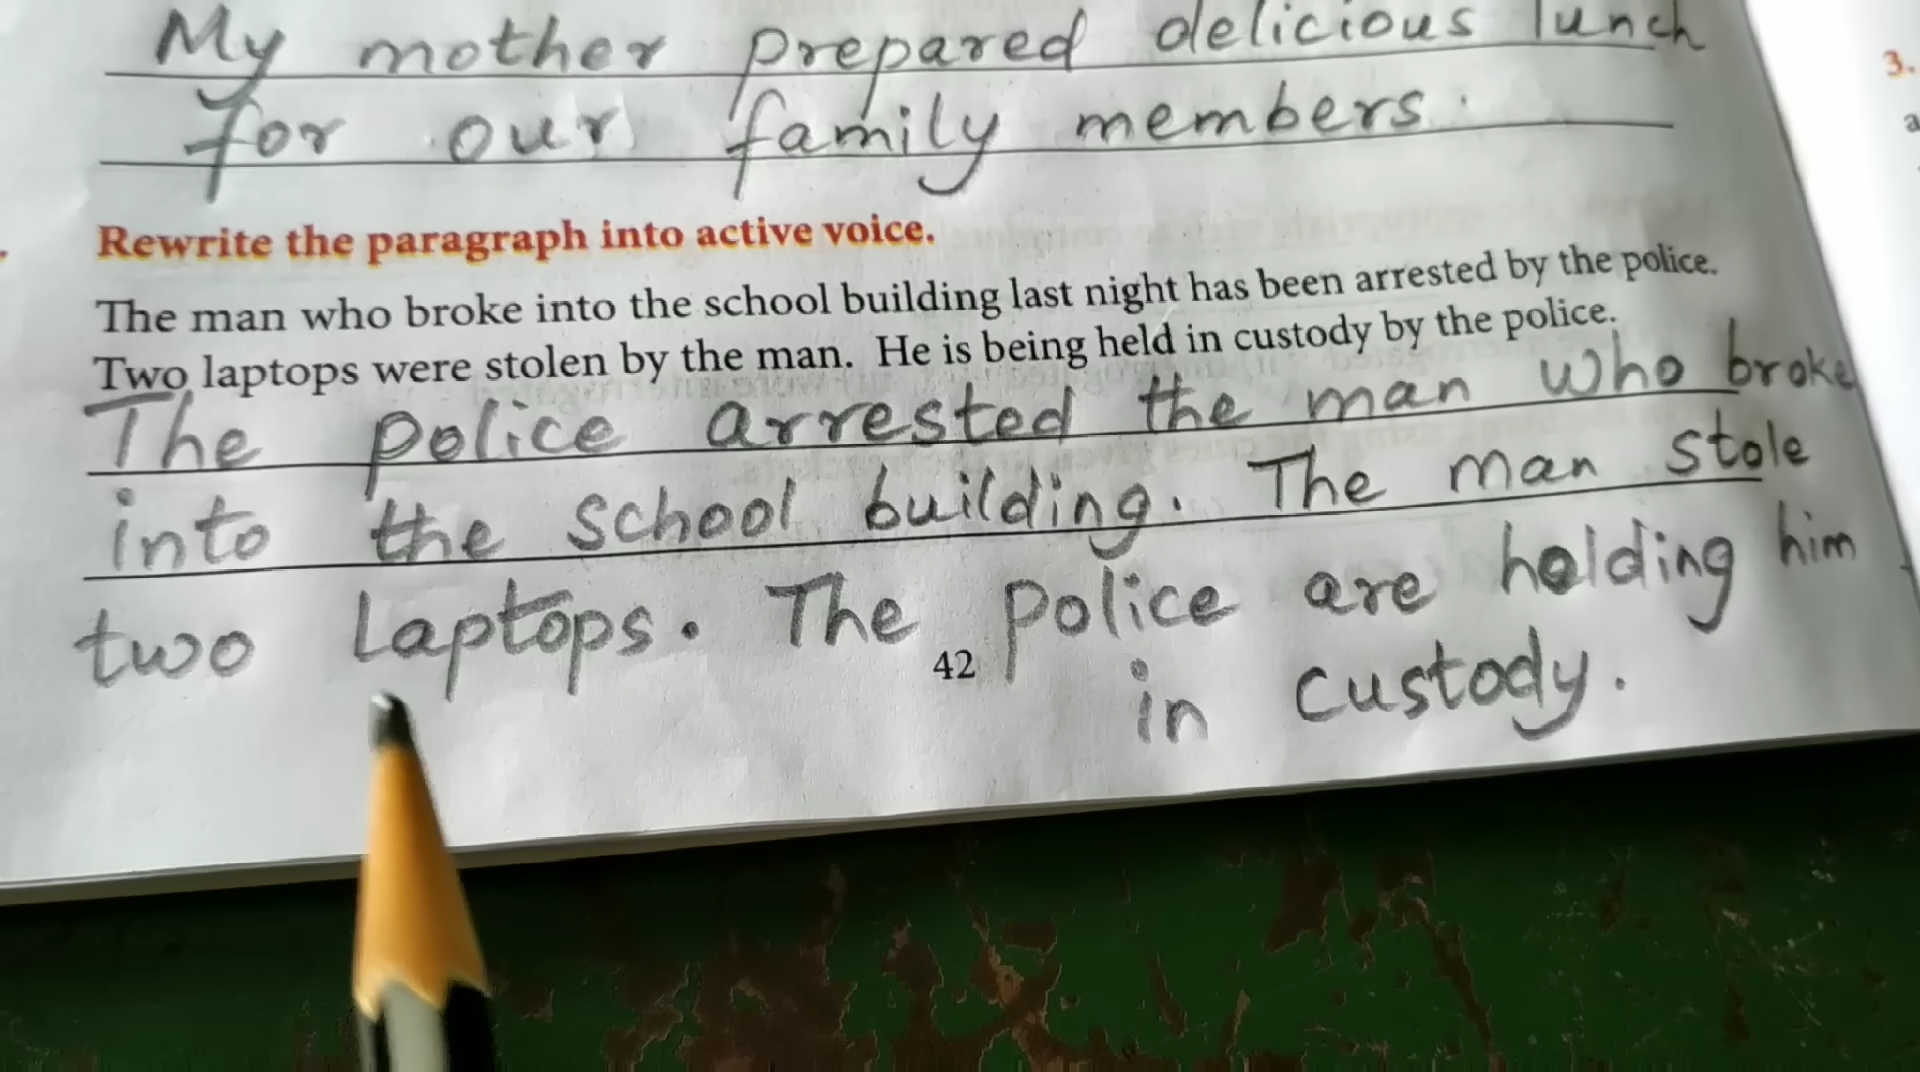 My mother prepared delicious lunch
for our family members.
Rewrite the paragraph into active voice.
The man who broke into the school building last night has been arrested by the police.
Two laptops were stolen by the man. He is being held in custody by the police.
The police arrested the man who broke
into the school building. The man stole
two laptops. The police are holding him
in custody.
42
3.
a